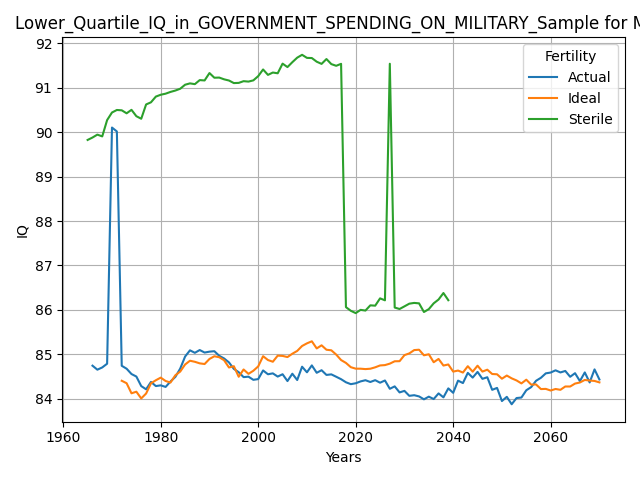 Lower_Quartile_IQ_in_GOVERNMENT_SPENDING_ON_MILITARY_Sample for M
Fertility
Actual
Ideal
Sterile
IQ
92
91
90
89
88
87
86
85
84
1960 1980 2000 2020 2040 2060
Years